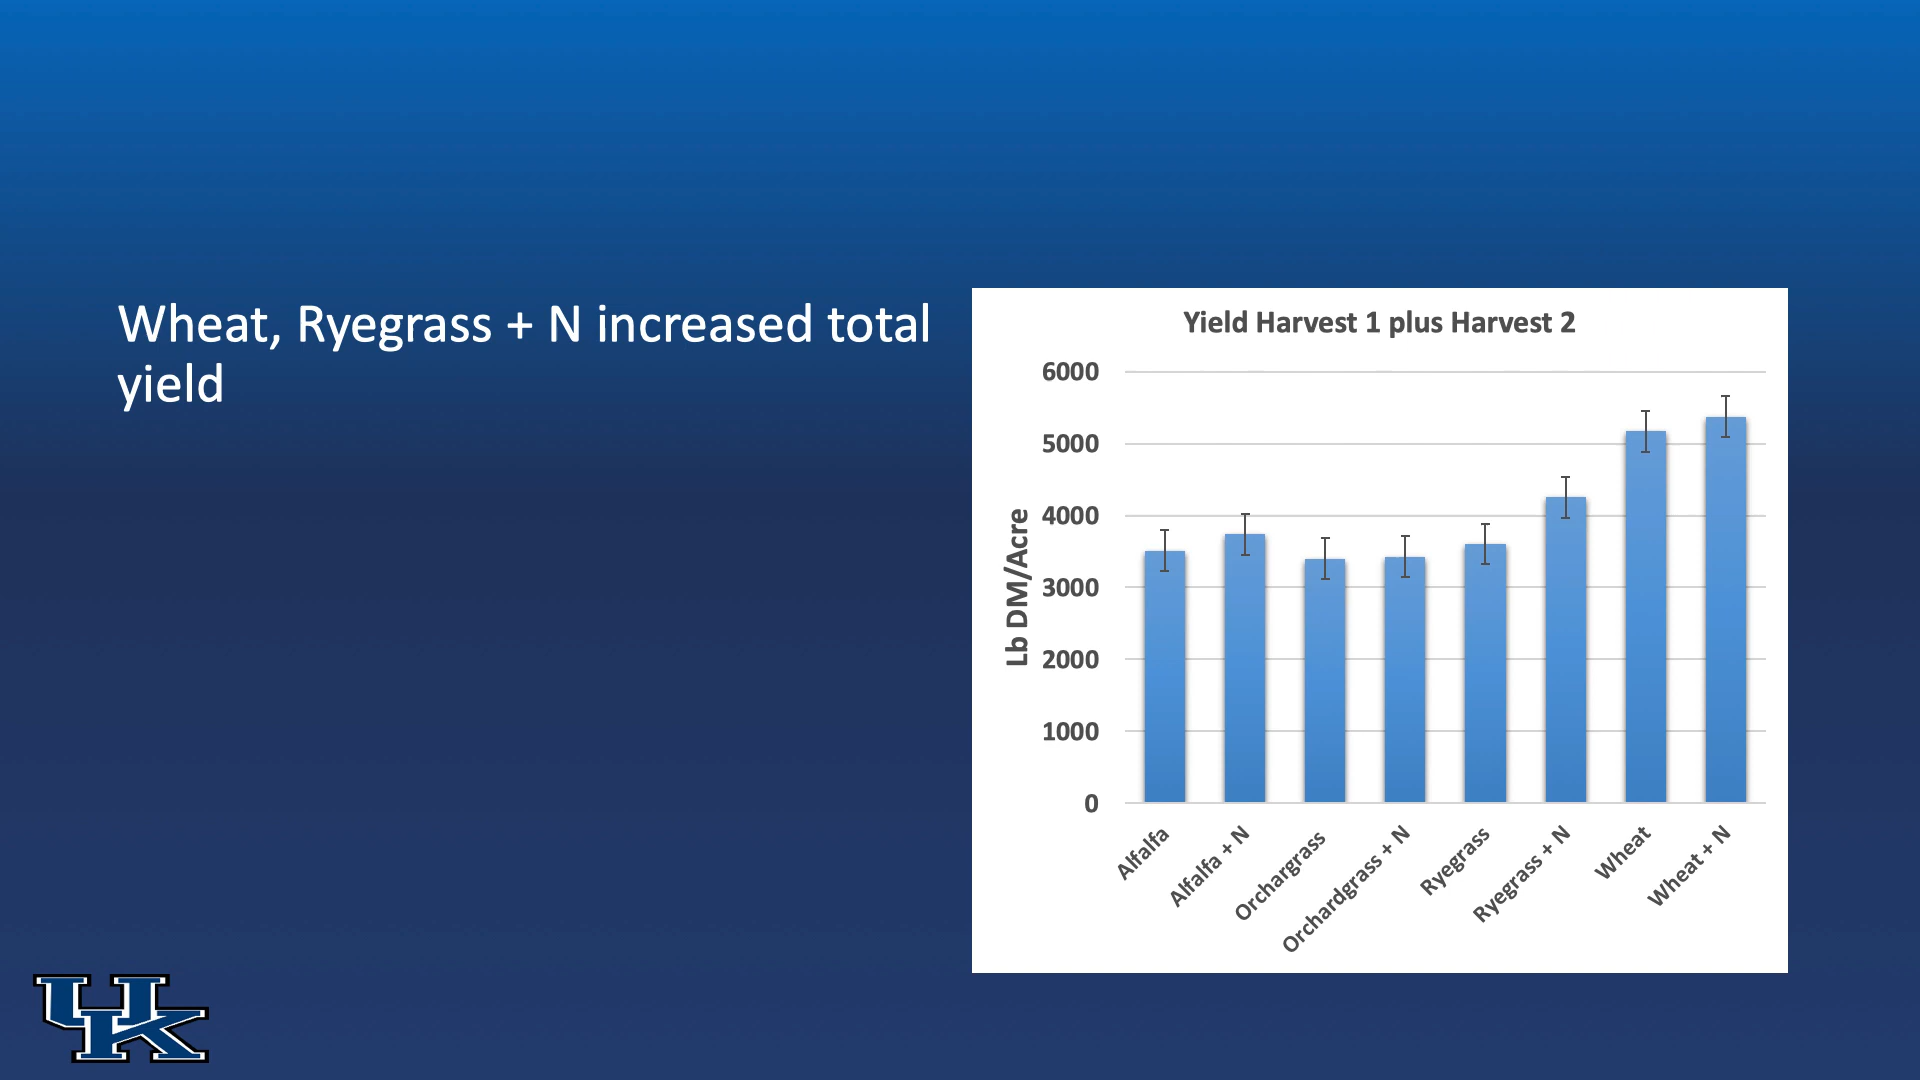 Wheat, Ryegrass + N increased total
yield
Yield Harvest 1 plus Harvest 2
Lb DM/Acre
6000
5000
4000
3000
2000
1000
0
Alfalfa
Alfalfa + N
Orchargrass
Orchardgrass + N
Ryegrass
Ryegrass + N
Wheat
Wheat + N
UK